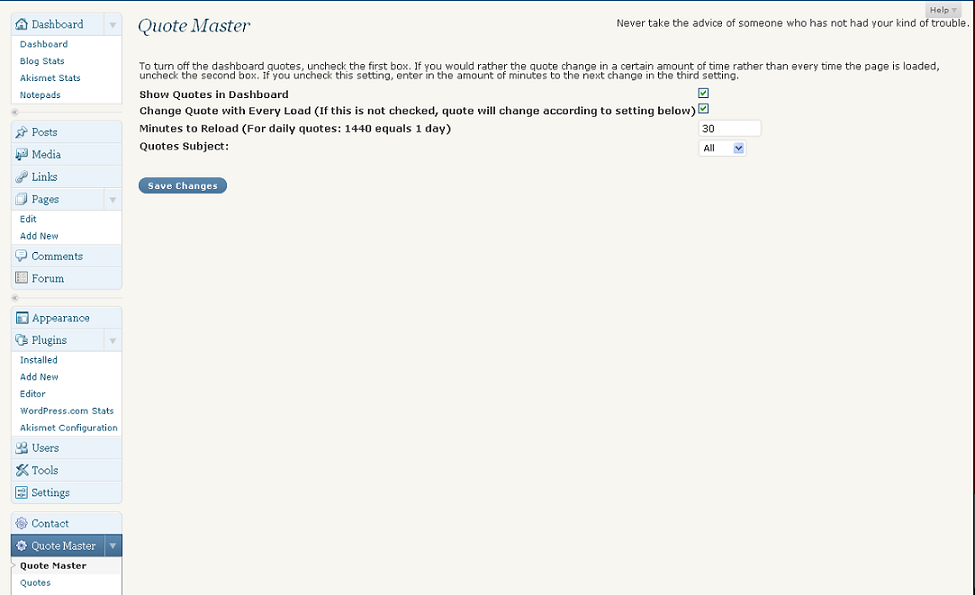 Help
Never take the advice of someone who has not had your kind of trouble.
Dashboard
Dashboard
Blog Stats
Akismet Stats
Notepads
Posts
Media
Links
Pages
Edit
Add New
Comments
Forum
Appearance
Plugins
Installed
Add New
Editor
WordPress.com Stats
Akismet Configuration
Users
Tools
Settings
Contact
Quote Master
Quote Master
Quotes
Quote Master
To turn off the dashboard quotes, uncheck the first box. If you would rather the quote change in a certain amount of time rather than every time the page is loaded,
uncheck the second box. If you uncheck this setting, enter in the amount of minutes to the next change in the third setting.
Show Quotes in Dashboard
Change Quote with Every Load (If this is not checked, quote will change according to setting below)
Minutes to Reload (For daily quotes: 1440 equals 1 day) 30
Quotes Subject: All
Save Changes